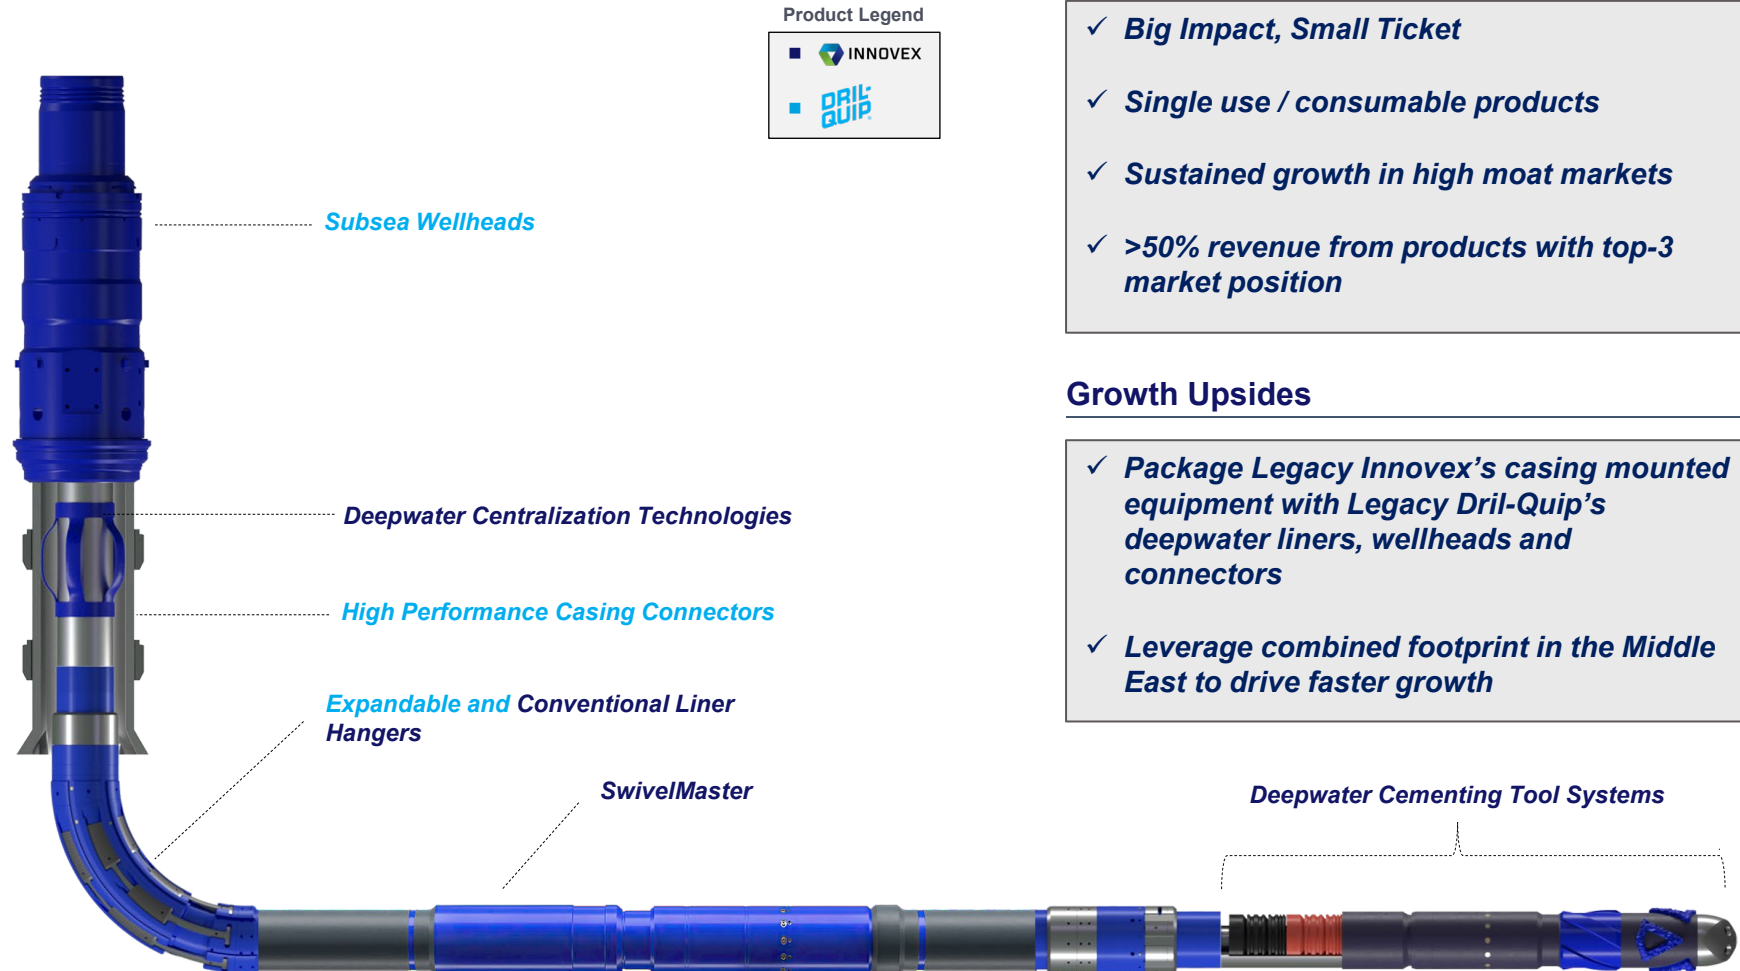 Product Legend
INNOVEX
DRIL-
QUIP
Big Impact, Small Ticket
Single use / consumable products
Sustained growth in high moat markets
>50% revenue from products with top-3
market position
Growth Upsides
Package Legacy Innovex’s casing mounted
equipment with Legacy Dril-Quip’s
deepwater liners, wellheads and
connectors
Leverage combined footprint in the Middle
East to drive faster growth
Subsea Wellheads
Deepwater Centralization Technologies
High Performance Casing Connectors
Expandable and Conventional Liner
Hangers
SwivelMaster
Deepwater Cementing Tool Systems